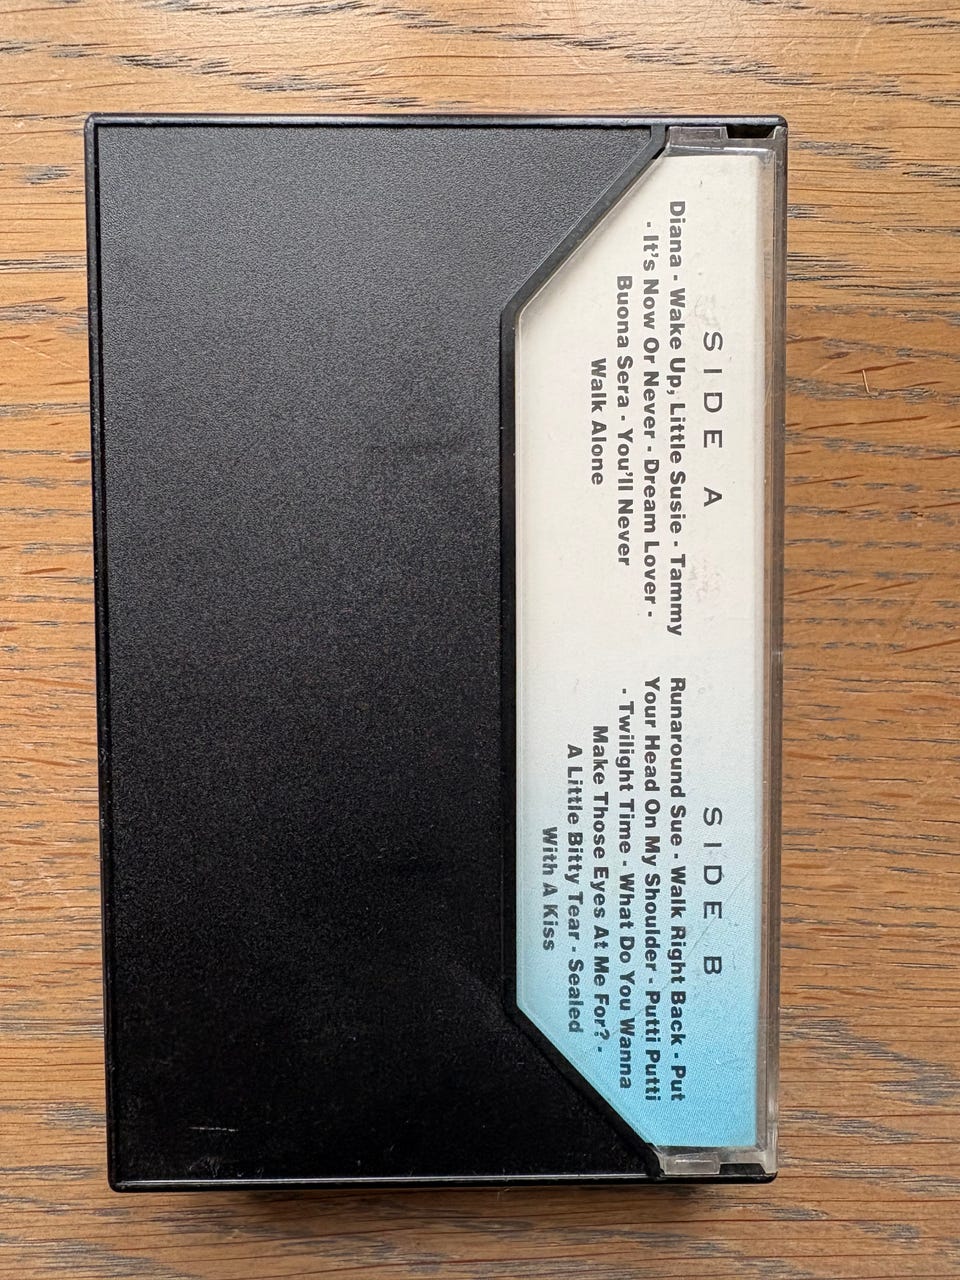 SIDE A
Diana - Wake Up, Little Susie - Tammy
- It's Now Or Never - Dream Lover -
Buona Sera - You'll Never
Walk Alone
SIDE B
Runaround Sue - Walk Right Back - Put
Your Head On My Shoulder - Putti Putti
- Twilight Time - What Do You Wanna
Make Those Eyes At Me For? -
A Little Bitty Tear - Sealed
With A Kiss